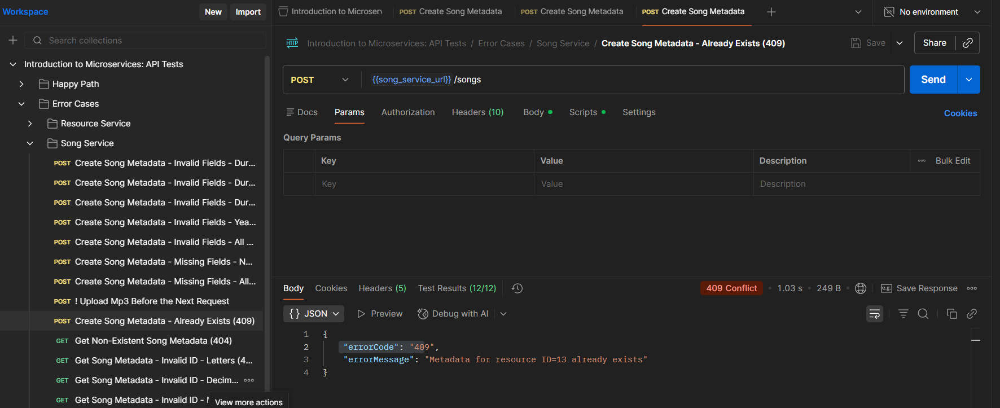 Workspace
New
Import
Introduction to Microserv
POST Create Song Metadata
POST Create Song Metadata
POST Create Song Metadata
No environment
Search collections
HTTP
Introduction to Microservices: API Tests / Error Cases / Song Service / Create Song Metadata - Already Exists (409)
Save
Share
Introduction to Microservices: API Tests
Happy Path
Error Cases
Resource Service
Song Service
POST Create Song Metadata - Invalid Fields - Dur...
POST Create Song Metadata - Invalid Fields - Dur...
POST Create Song Metadata - Invalid Fields - Dur...
POST Create Song Metadata - Invalid Fields - Yea...
POST Create Song Metadata - Invalid Fields - All ...
POST Create Song Metadata - Missing Fields - N...
POST Create Song Metadata - Missing Fields - All...
POST ! Upload Mp3 Before the Next Request
POST Create Song Metadata - Already Exists (409)
GET Get Non-Existent Song Metadata (404)
GET Get Song Metadata - Invalid ID - Letters (4...
GET Get Song Metadata - Invalid ID - Decim...
GET Get Song Metadata - Invalid ID -
View more actions
POST
{{song_service_url}} /songs
Send
Docs
Params
Authorization
Headers (10)
Body
Scripts
Settings
Cookies
Query Params
Key
Value
Description
Bulk Edit
Key
Value
Description
Body
Cookies
Headers (5)
Test Results (12/12)
409 Conflict
1.03 s
249 B
e.g.
Save Response
{} JSON
Preview
Debug with AI
1 {
2 "errorCode": "409",
3 "errorMessage": "Metadata for resource ID=13 already exists"
4 }